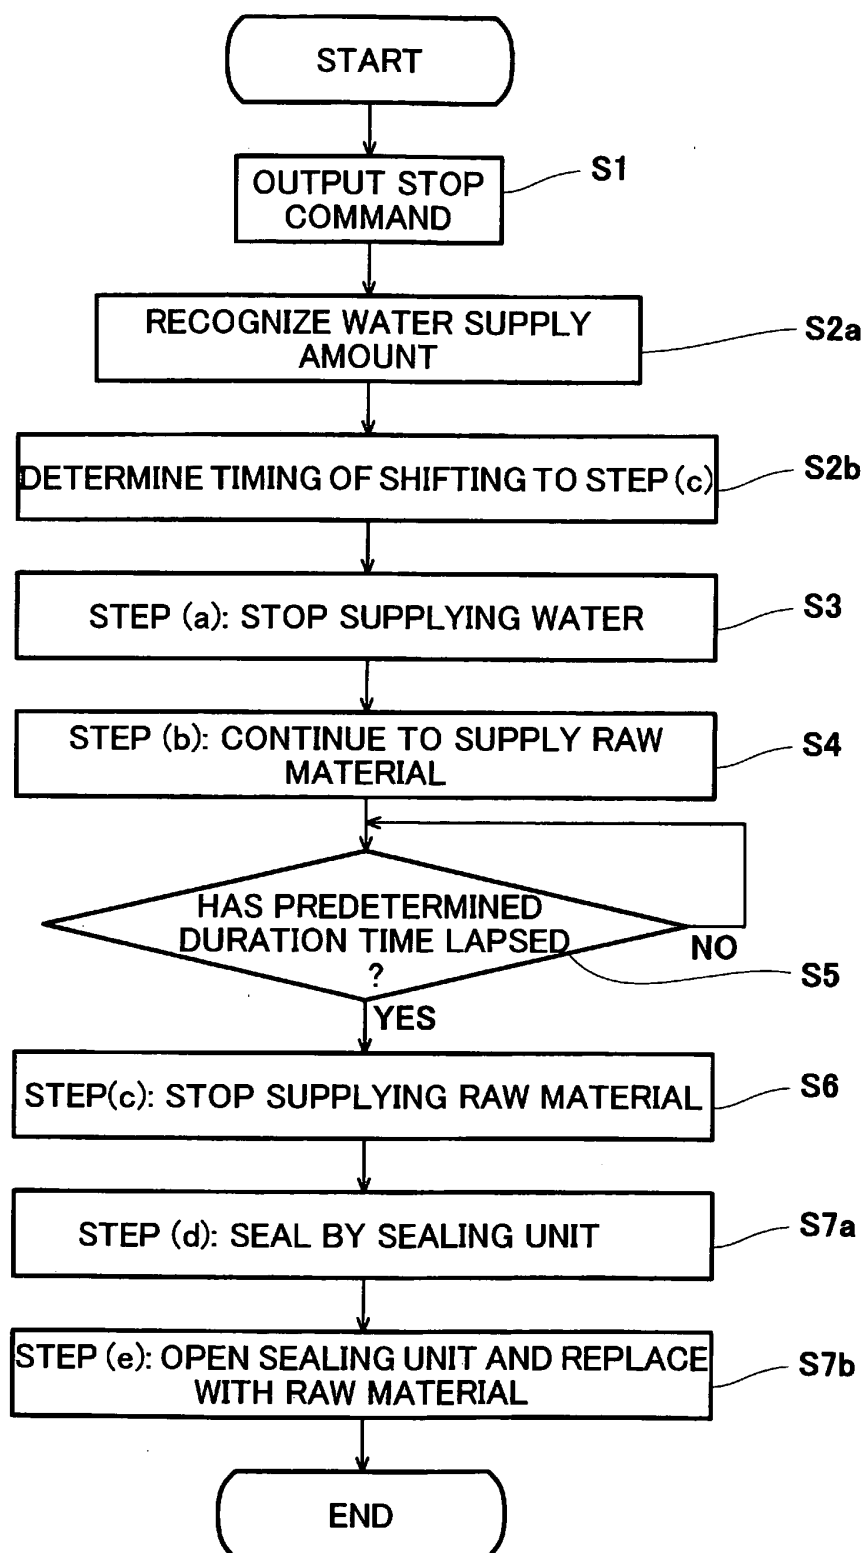 START
S1
OUTPUT STOP
COMMAND
RECOGNIZE WATER SUPPLY
AMOUNT
S2a
DETERMINE TIMING OF SHIFTING TO STEP (c)
S2b
STEP (a): STOP SUPPLYING WATER
S3
STEP (b): CONTINUE TO SUPPLY RAW
MATERIAL
S4
HAS PREDETERMINED
DURATION TIME LAPSED
?
NO
S5
YES
STEP(c): STOP SUPPLYING RAW MATERIAL
S6
STEP (d): SEAL BY SEALING UNIT
S7a
STEP (e): OPEN SEALING UNIT AND REPLACE
WITH RAW MATERIAL
S7b
END